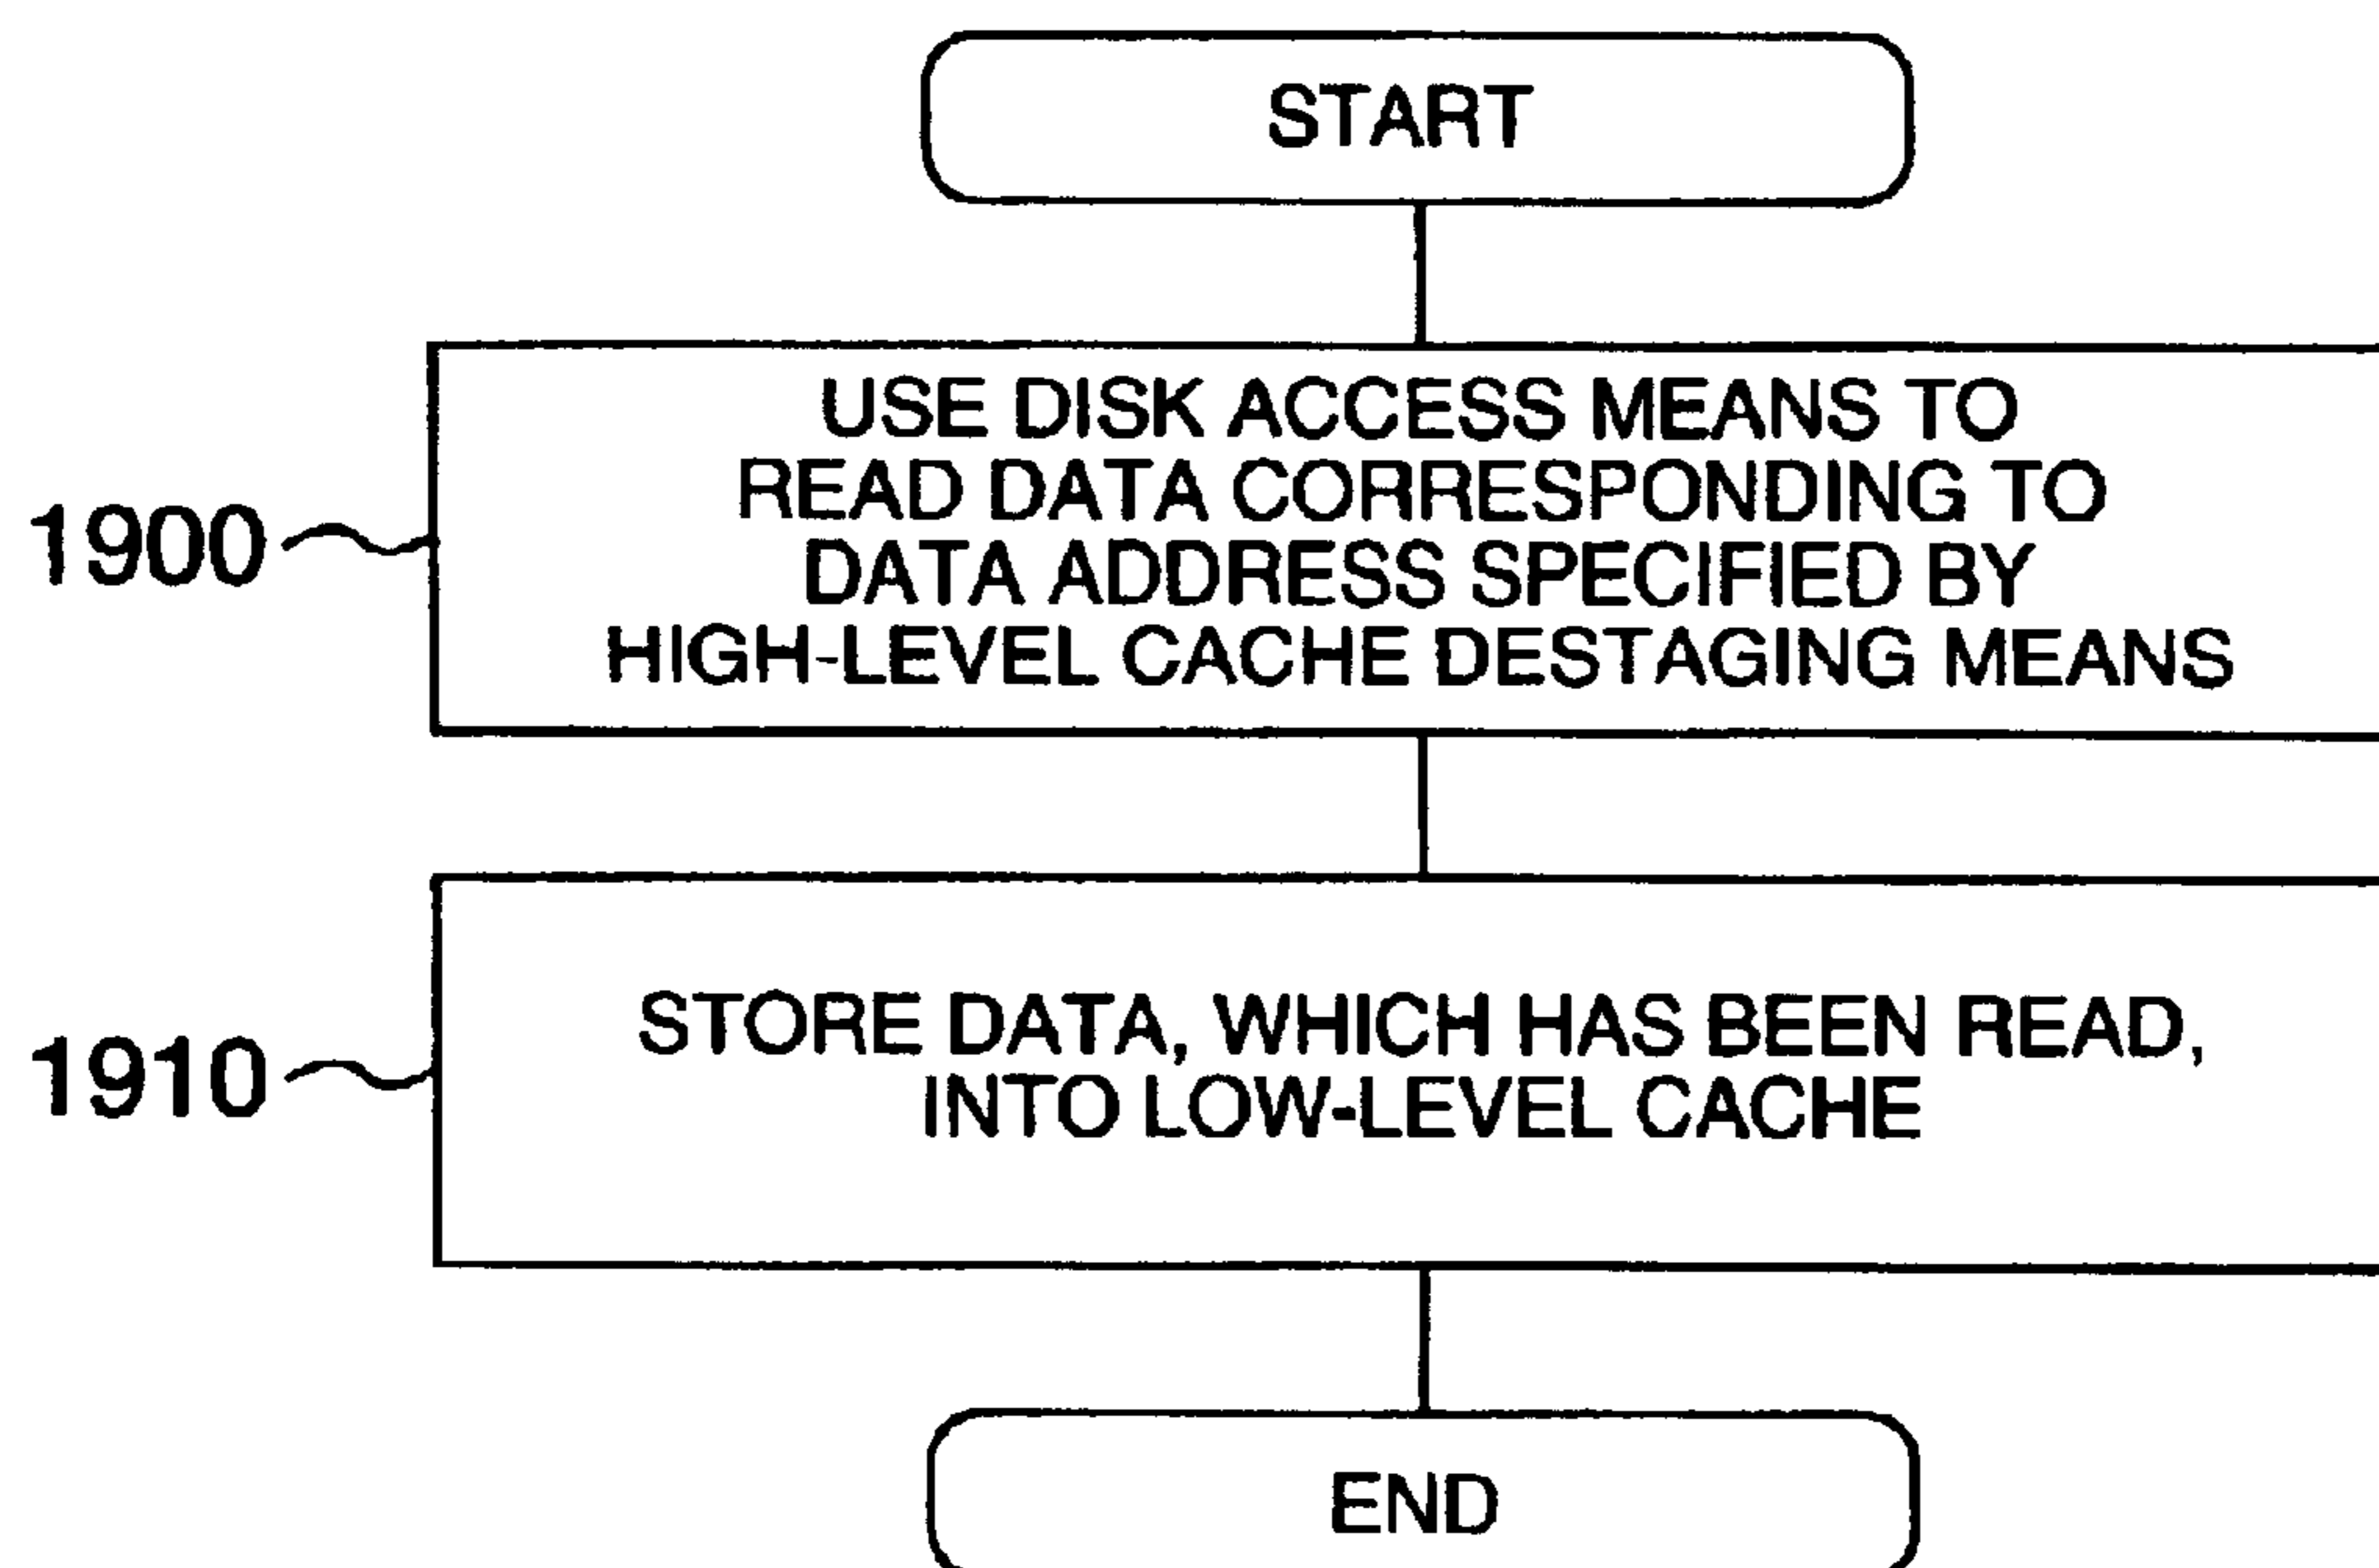 START
1900
USE DISK ACCESS MEANS TO
READ DATA CORRESPONDING TO
DATA ADDRESS SPECIFIED BY
HIGH-LEVEL CACHE DESTAGING MEANS
1910
STORE DATA, WHICH HAS BEEN READ,
INTO LOW-LEVEL CACHE
END